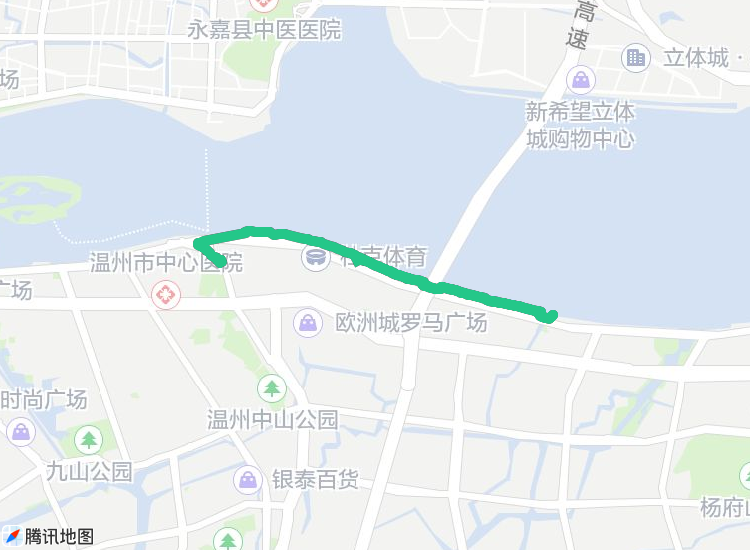 永嘉县中医医院
高速
场
立体城·
新希望立体
城购物中心
温州市中心医院
杜克体育
广场
欧洲城罗马广场
时尚广场
温州中山公园
九山公园
银泰百货
杨府山
腾讯地图